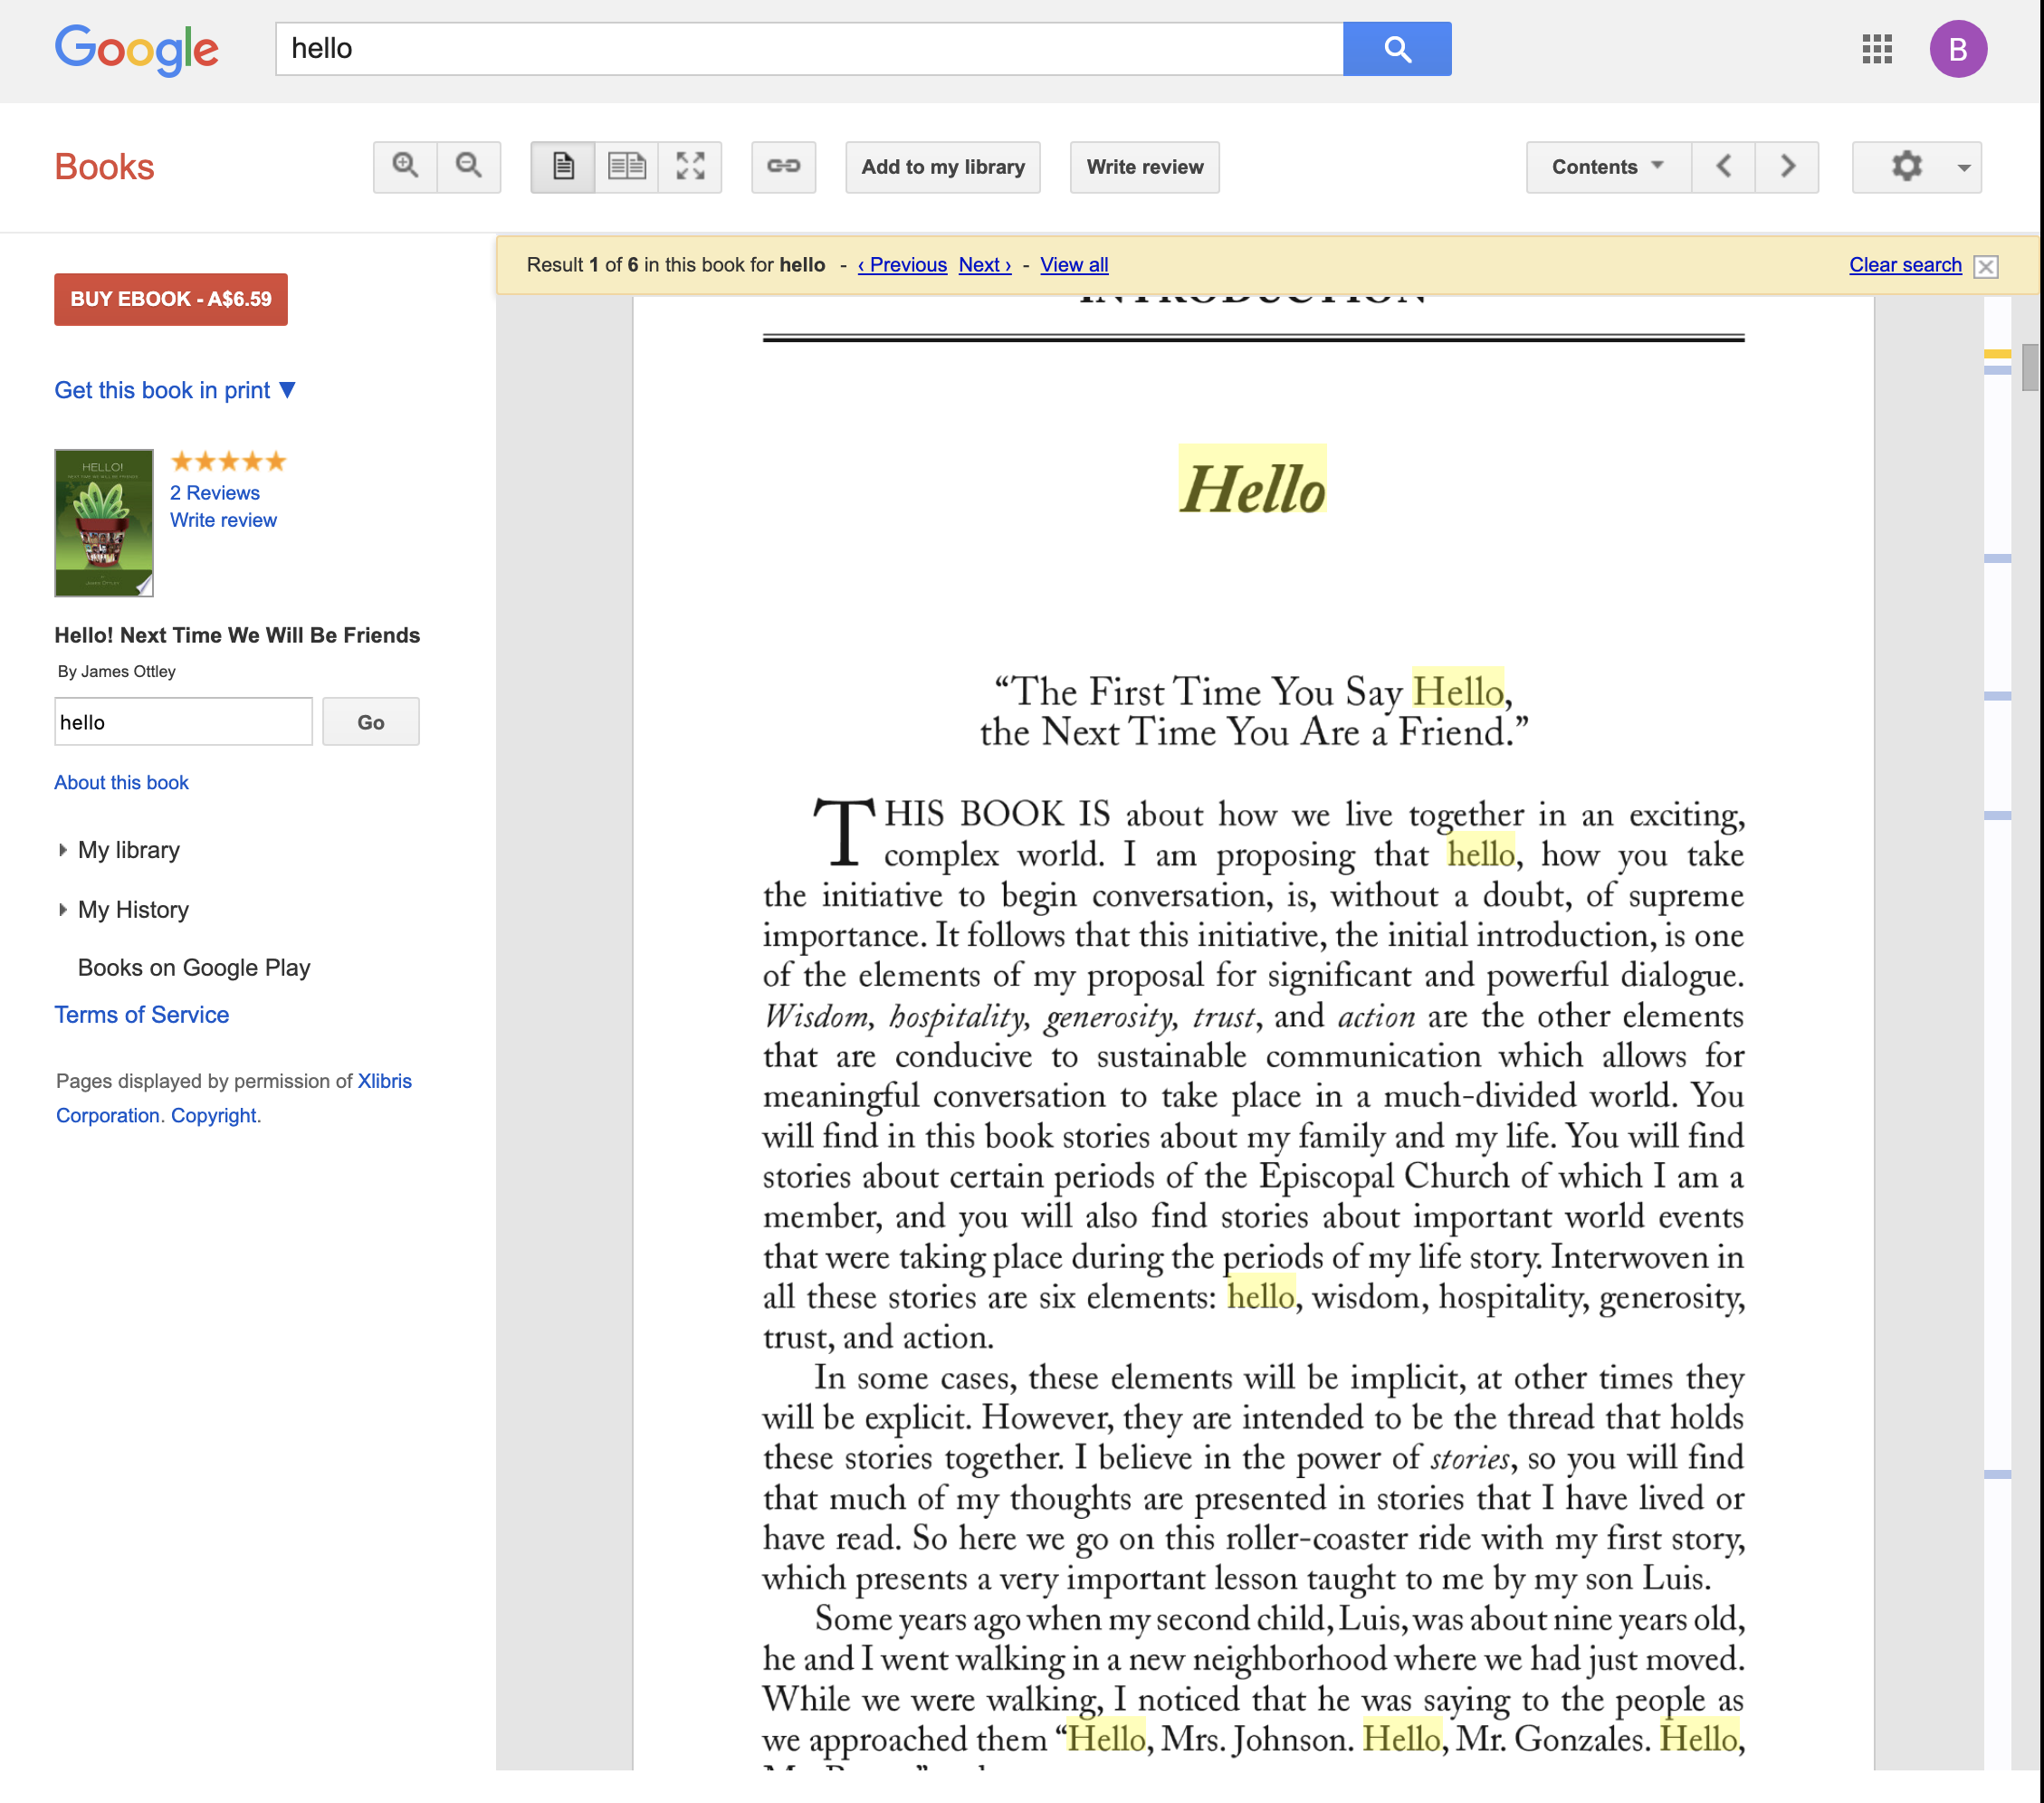 Google
hello
B
Books
Add to my library
Write review
Contents
Result 1 of 6 in this book for hello - ‹ Previous Next › - View all
Clear search
BUY EBOOK - A$6.59
Get this book in print ▼
HELLO!
NEXT TIME WE WILL BE FRIENDS
2 Reviews
Write review
Hello! Next Time We Will Be Friends
By James Ottley
hello
Go
About this book
My library
My History
Books on Google Play
Terms of Service
Pages displayed by permission of Xlibris
Corporation. Copyright.
INTRODUCTION
Hello
“The First Time You Say Hello,
the Next Time You Are a Friend.”
THIS BOOK IS about how we live together in an exciting,
complex world. I am proposing that hello, how you take
the initiative to begin conversation, is, without a doubt, of supreme
importance. It follows that this initiative, the initial introduction, is one
of the elements of my proposal for significant and powerful dialogue.
Wisdom, hospitality, generosity, trust, and action are the other elements
that are conducive to sustainable communication which allows for
meaningful conversation to take place in a much-divided world. You
will find in this book stories about my family and my life. You will find
stories about certain periods of the Episcopal Church of which I am a
member, and you will also find stories about important world events
that were taking place during the periods of my life story. Interwoven in
all these stories are six elements: hello, wisdom, hospitality, generosity,
trust, and action.
In some cases, these elements will be implicit, at other times they
will be explicit. However, they are intended to be the thread that holds
these stories together. I believe in the power of stories, so you will find
that much of my thoughts are presented in stories that I have lived or
have read. So here we go on this roller-coaster ride with my first story,
which presents a very important lesson taught to me by my son Luis.
Some years ago when my second child, Luis, was about nine years old,
he and I went walking in a new neighborhood where we had just moved.
While we were walking, I noticed that he was saying to the people as
we approached them “Hello, Mrs. Johnson. Hello, Mr. Gonzales. Hello,